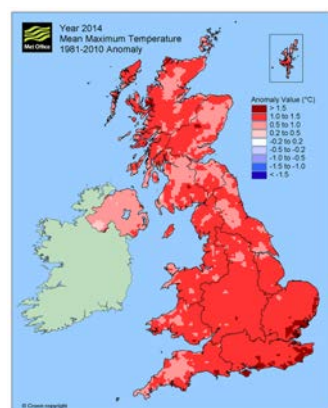 Met Office
Year 2014
Mean Maximum Temperature
1981-2010 Anomaly
Anomaly Value (°C)
> 1.5
1.0 to 1.5
0.5 to 1.0
0.2 to 0.5
-0.2 to 0.2
-0.5 to -0.2
-1.0 to -0.5
-1.5 to -1.0
< -1.5
© Crown copyright